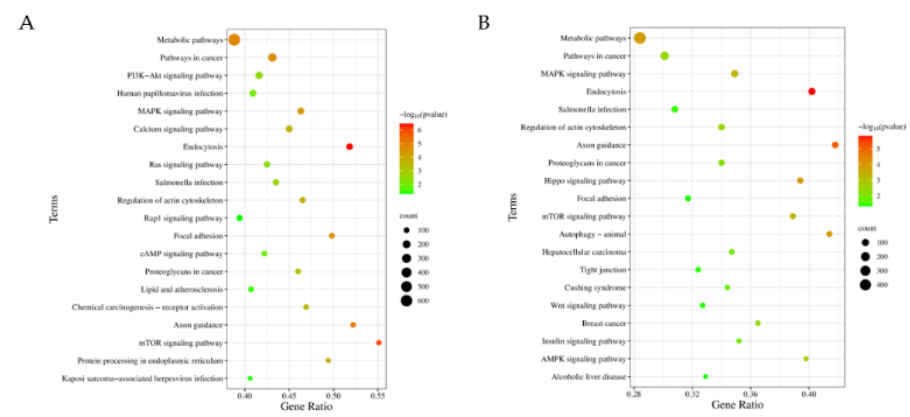 A
Metabolic pathways
Pathways in cancer
PI3K-Akt signaling pathway
Human papillomavirus infection
MAPK signaling pathway
Calcium signaling pathway
Endocytosis
Ras signaling pathway
Salmonella infection
Regulation of actin cytoskeleton
Rap1 signaling pathway
Focal adhesion
cAMP signaling pathway
Proteoglycans in cancer
Lipid and atherosclerosis
Chemical carcinogenesis - receptor activation
Axon guidance
mTOR signaling pathway
Protein processing in endoplasmic reticulum
Kaposi sarcoma-associated herpesvirus infection
Terms
0.40 0.45 0.50 0.55
Gene Ratio
-log10(pvalue)
6
5
4
3
2
count
100
200
300
400
500
600
B
Metabolic pathways
Pathways in cancer
MAPK signaling pathway
Endocytosis
Salmonella infection
Regulation of actin cytoskeleton
Axon guidance
Proteoglycans in cancer
Hippo signaling pathway
Focal adhesion
mTOR signaling pathway
Autophagy - animal
Hepatocellular carcinoma
Tight junction
Cushing syndrome
Wnt signaling pathway
Breast cancer
Insulin signaling pathway
AMPK signaling pathway
Alcoholic liver disease
Terms
0.28 0.32 0.36 0.40
Gene Ratio
-log10(pvalue)
5
4
3
2
count
100
200
300
400